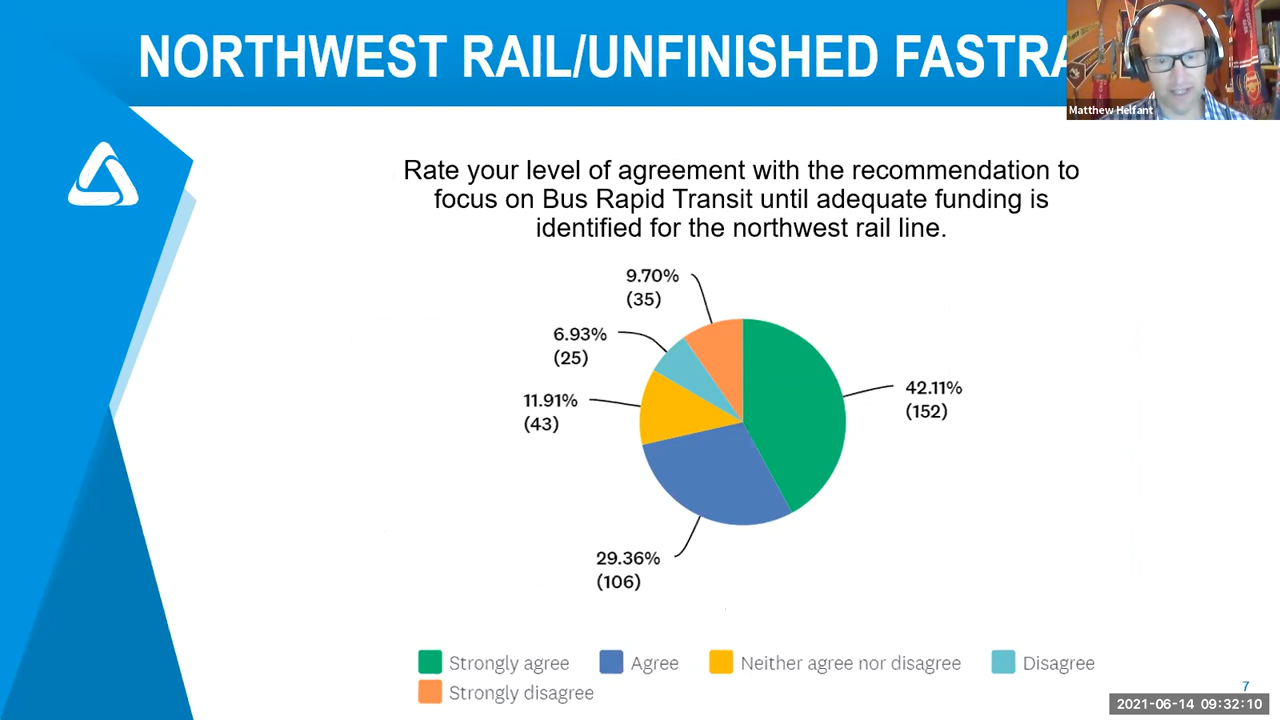 NORTHWEST RAIL/UNFINISHED FASTRA
Matthew Helfant
Rate your level of agreement with the recommendation to
focus on Bus Rapid Transit until adequate funding is
identified for the northwest rail line.
9.70%
(35)
6.93%
(25)
42.11%
(152)
11.91%
(43)
29.36%
(106)
Strongly agree
Agree
Neither agree nor disagree
Disagree
Strongly disagree
7
2021-06-14 09:32:10